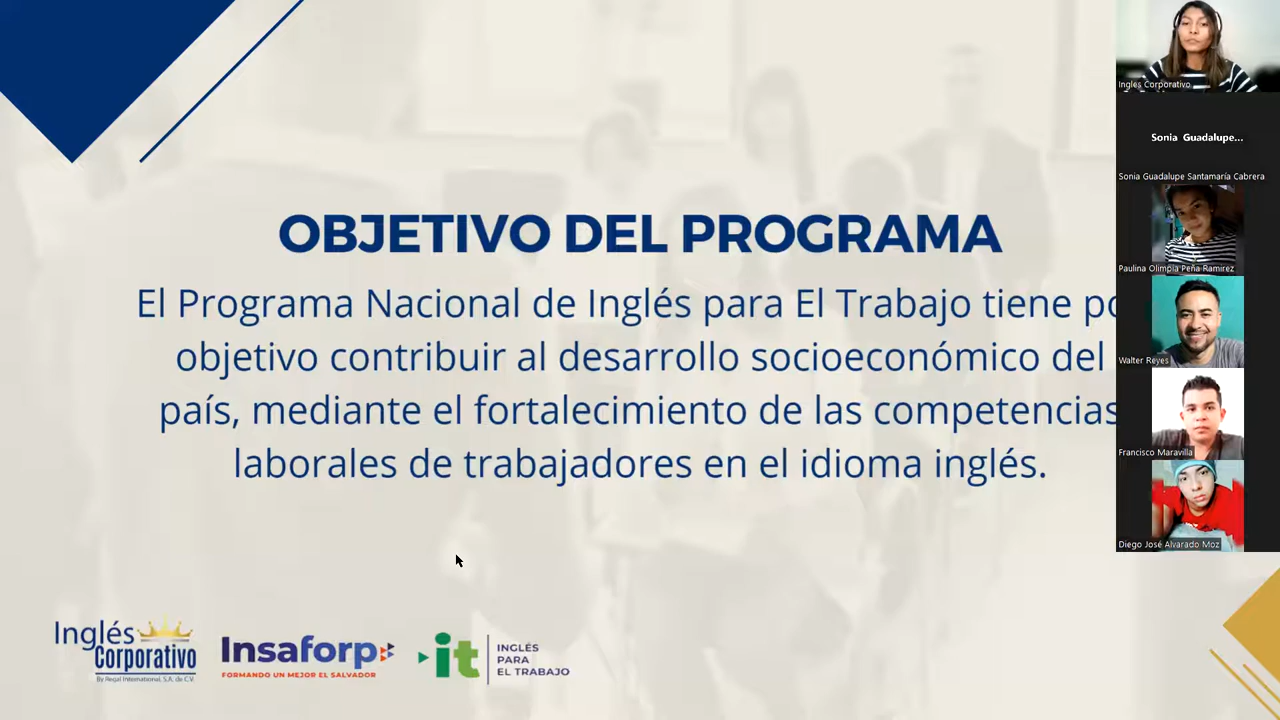 OBJETIVO DEL PROGRAMA
El Programa Nacional de Inglés para El Trabajo tiene po
objetivo contribuir al desarrollo socioeconómico del
país, mediante el fortalecimiento de las competencias
laborales de trabajadores en el idioma inglés.
Inglés
Corporativo
By Regal International, S.A. de C.V.
Insaforp
FORMANDO UN MEJOR EL SALVADOR
it
INGLÉS
PARA
EL TRABAJO
Ingles Corporativo
Sonia Guadalupe...
Sonia Guadalupe Santamaría Cabrera
Paulina Olimpia Peña Ramirez
Walter Reyes
Francisco Maravilla
Diego José Alvarado Moz